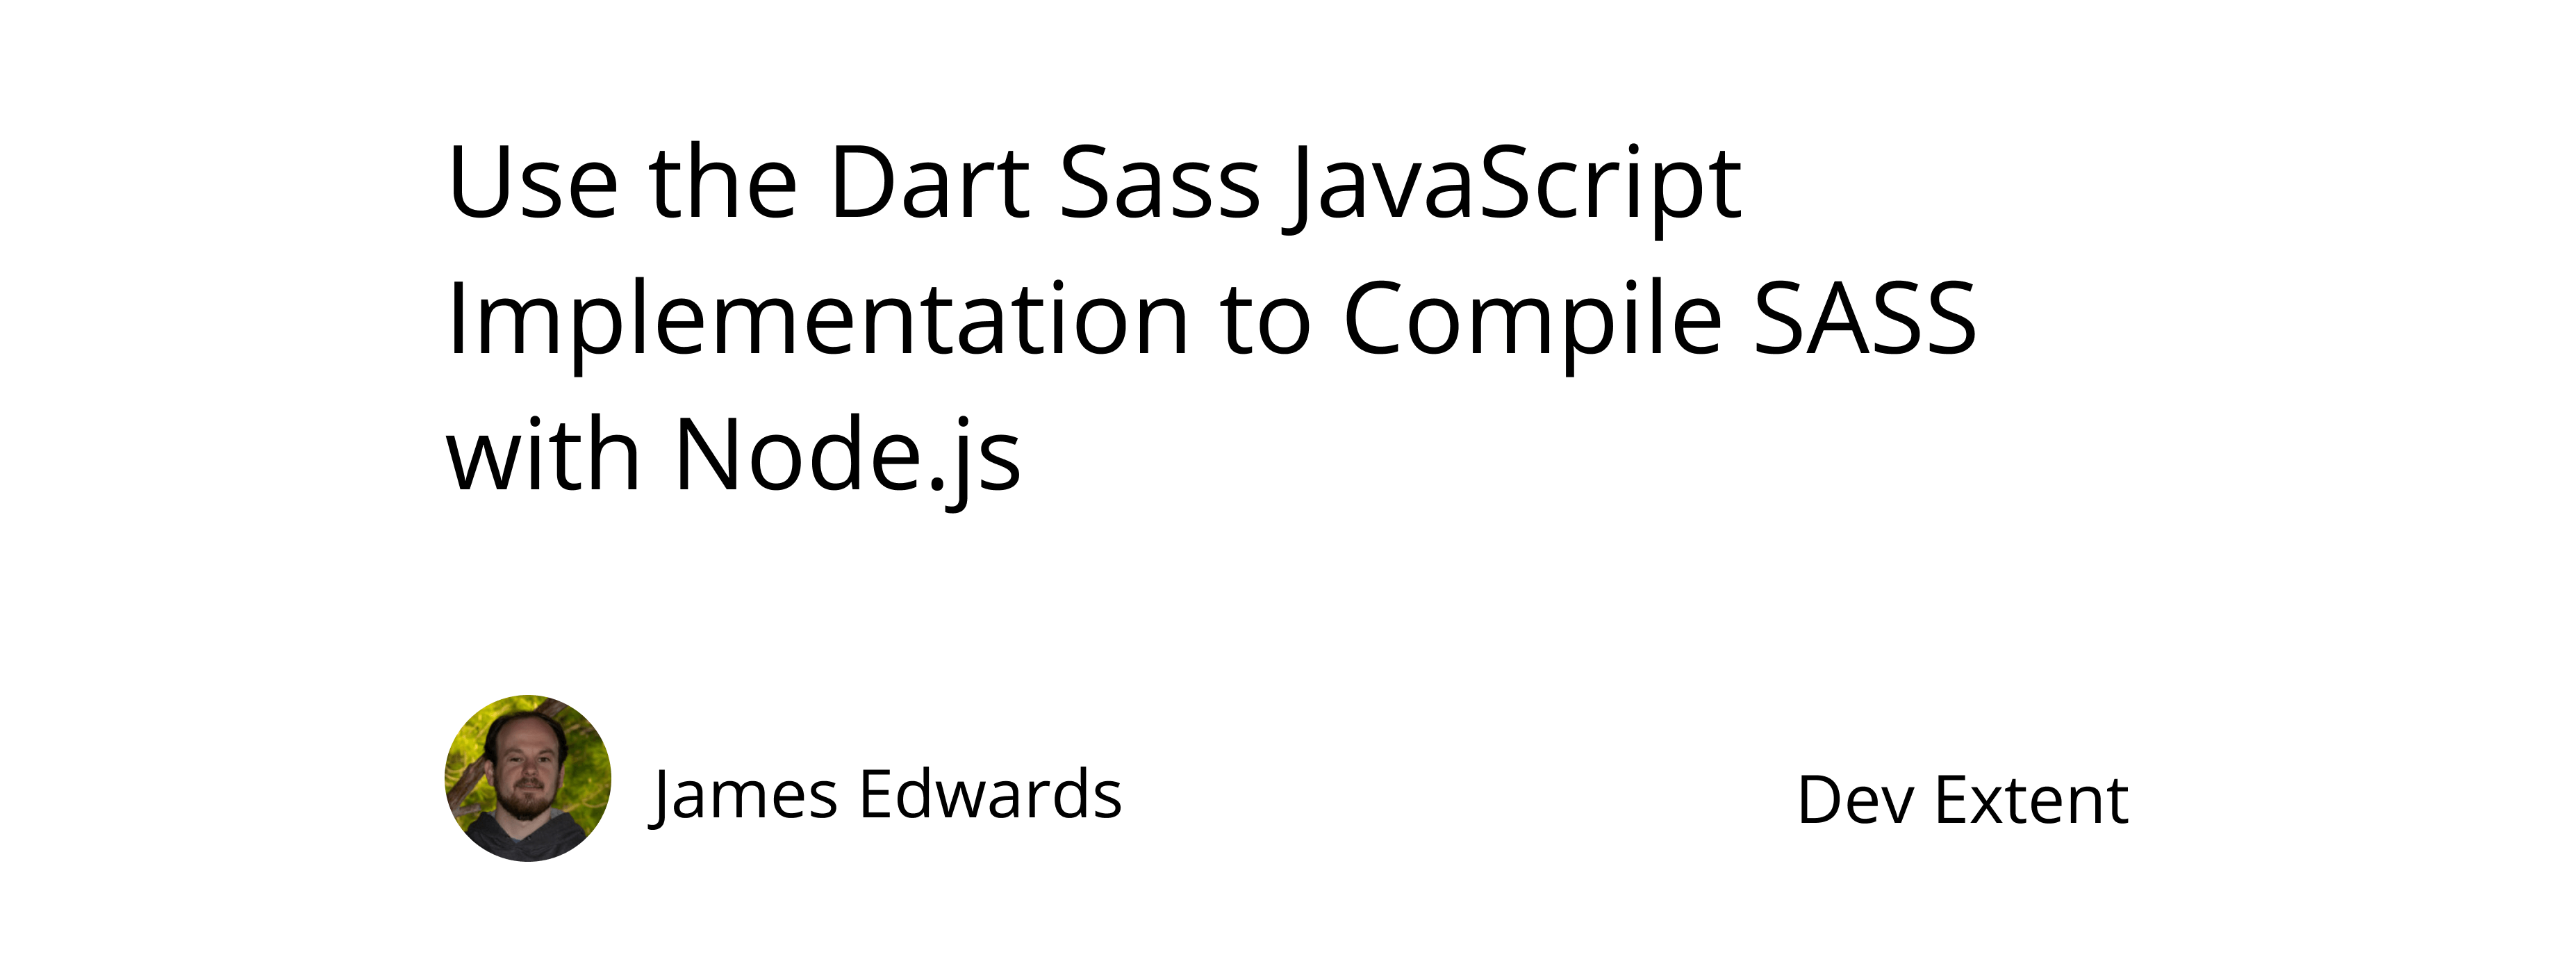 Use the Dart Sass JavaScript
Implementation to Compile SASS
with Node.js
James Edwards
Dev Extent